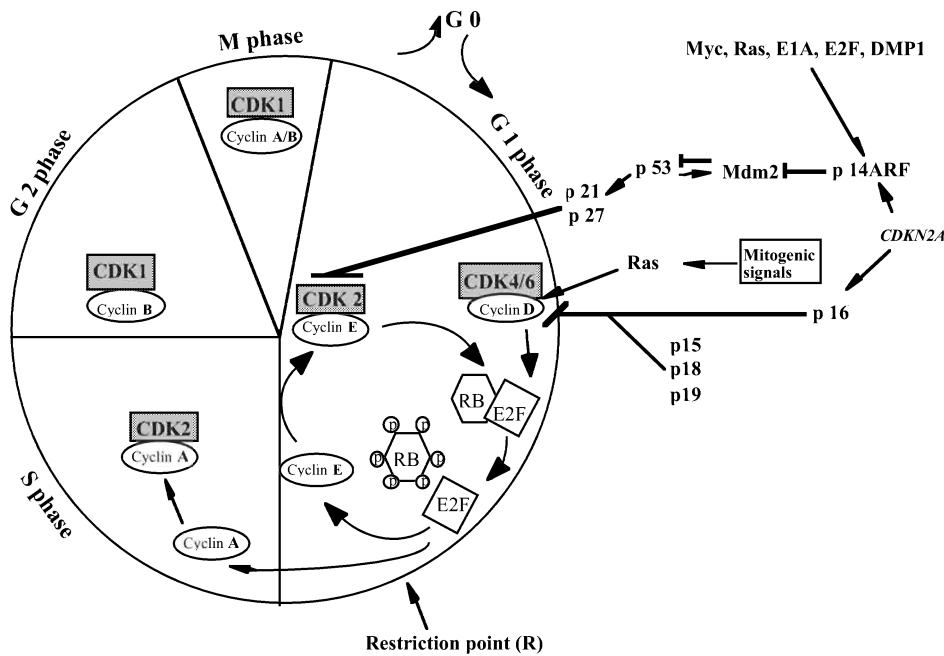 M phase
G 0
Myc, Ras, E1A, E2F, DMP1
CDK1
Cyclin A/B
G 2 phase
G 1 phase
p 53
Mdm2
p 14ARF
p 21
p 27
CDKN2A
CDK1
Cyclin B
CDK 2
Cyclin E
CDK4/6
Cyclin D
Ras
Mitogenic
signals
p 16
p15
p18
p19
RB
E2F
CDK2
Cyclin A
Cyclin E
p
p
p
RB
p
p
p
E2F
S phase
Cyclin A
Restriction point (R)